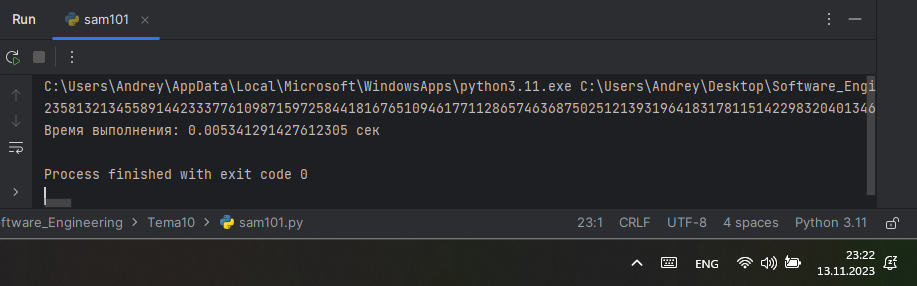 Run sam101
C:\Users\Andrey\AppData\Local\Microsoft\WindowsApps\python3.11.exe C:\Users\Andrey\Desktop\Software_Engi
23581321345589144233377610987159725844181676510946177112865746368750251213931964183178115142298320401346
Время выполнения: 0.005341291427612305 сек
Process finished with exit code 0
ftware_Engineering > Tema10 > sam101.py 23:1 CRLF UTF-8 4 spaces Python 3.11
ENG 23:22
13.11.2023